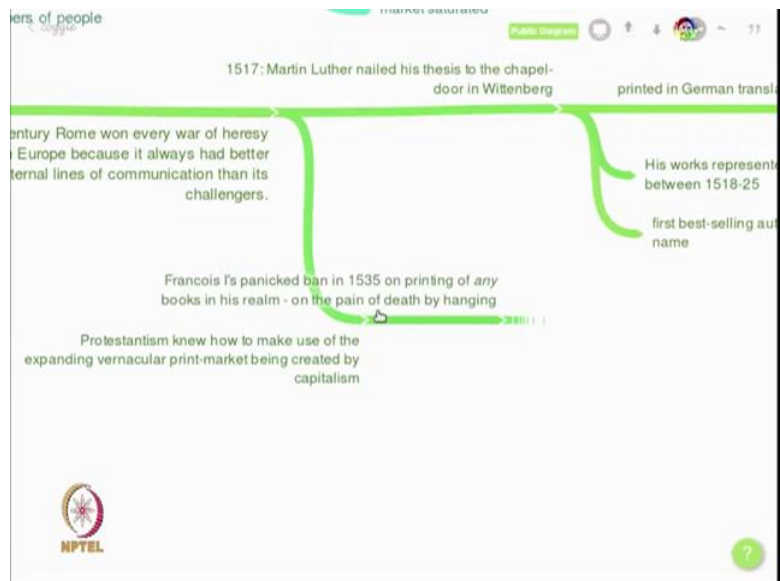 ers of people
coggle
market saturated
Public Diagram
1517: Martin Luther nailed his thesis to the chapel-
door in Wittenberg
printed in German transl
entury Rome won every war of heresy
Europe because it always had better
ternal lines of communication than its
challengers.
His works represent
between 1518-25
first best-selling aut
name
Francois I's panicked ban in 1535 on printing of any
books in his realm - on the pain of death by hanging
Protestantism knew how to make use of the
expanding vernacular print-market being created by
capitalism
NPTEL
?